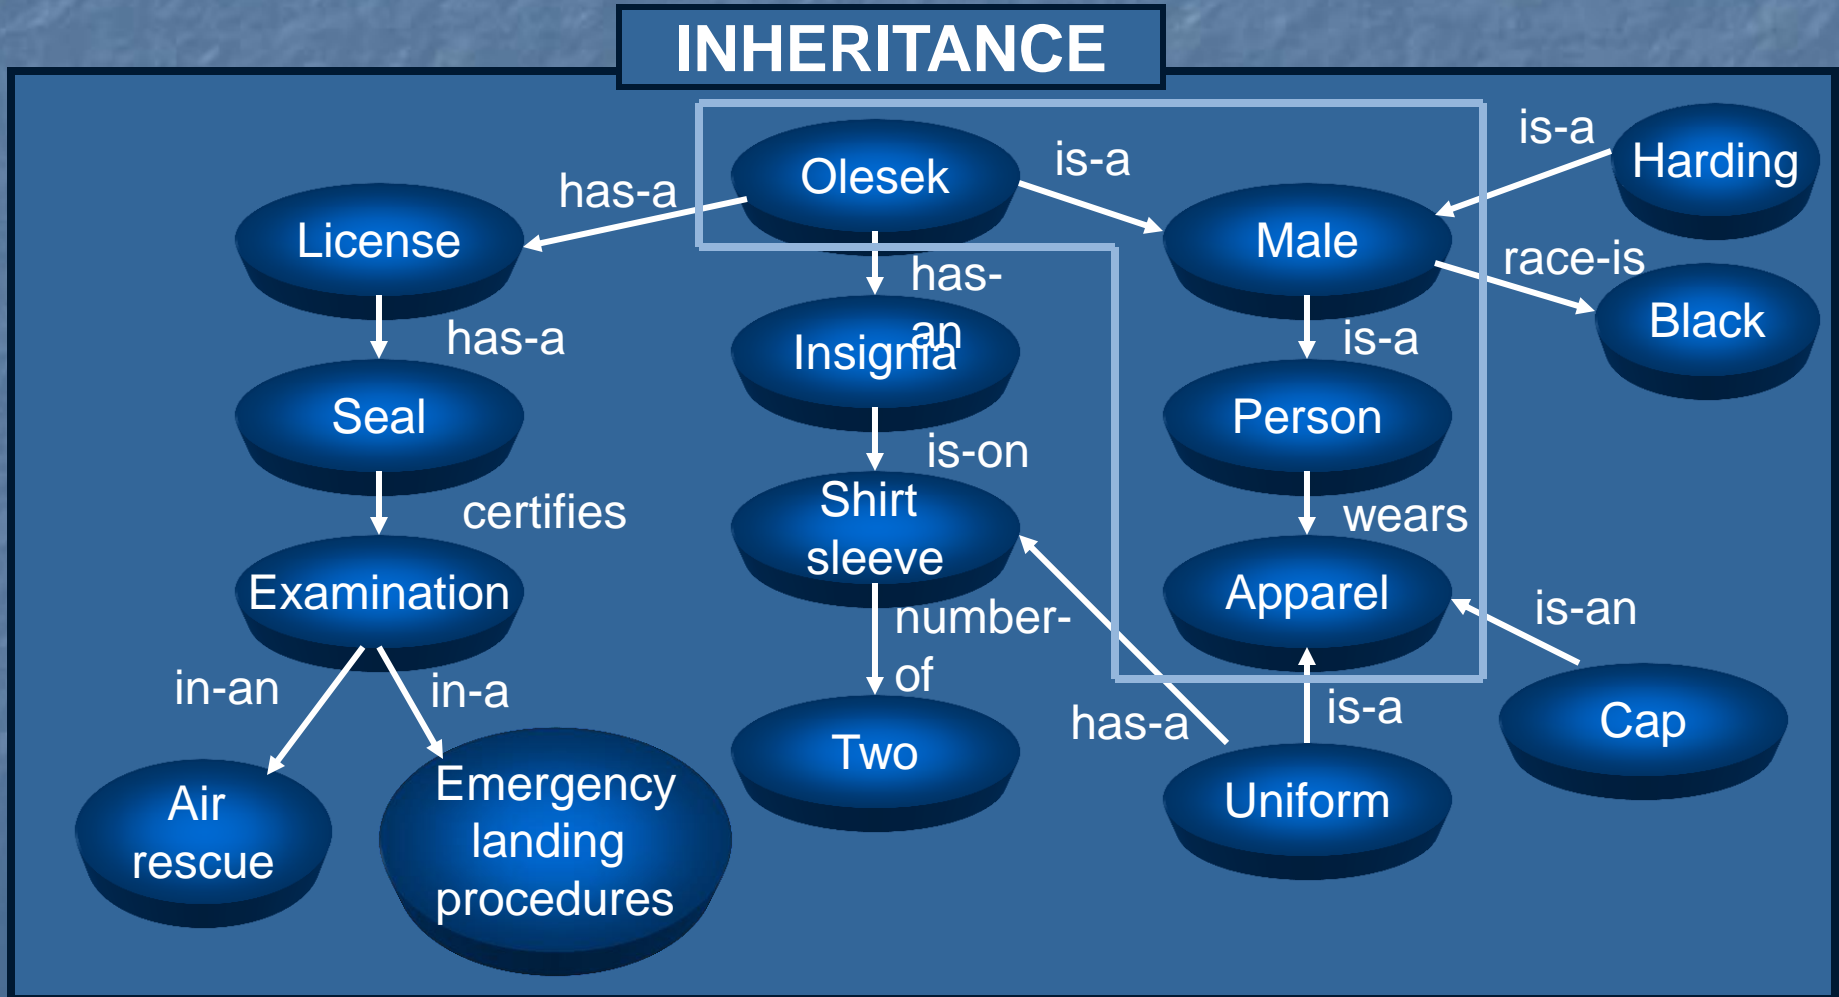 INHERITANCE
Olesek
is-a
is-a
Harding
has-a
License
Male
race-is
has-
an
Black
has-a
Insignia
is-a
Seal
Person
is-on
certifies
Shirt
sleeve
wears
Examination
Apparel
is-an
number-
of
in-an
in-a
has-a
is-a
Cap
Two
Uniform
Air
rescue
Emergency
landing
procedures